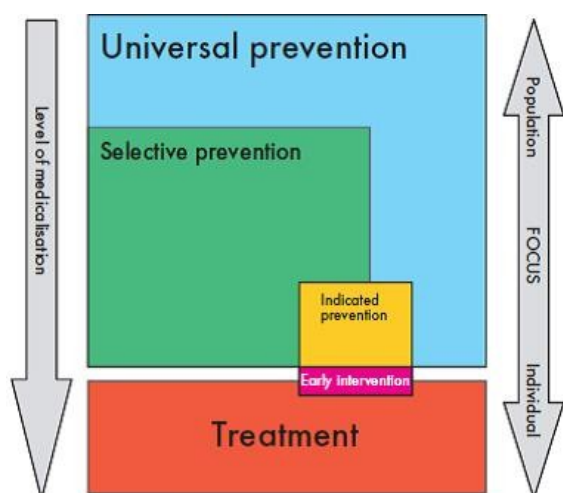 Universal prevention
Selective prevention
Indicated
prevention
Early intervention
Treatment
Level of medicalisation
Population
FOCUS
Individual